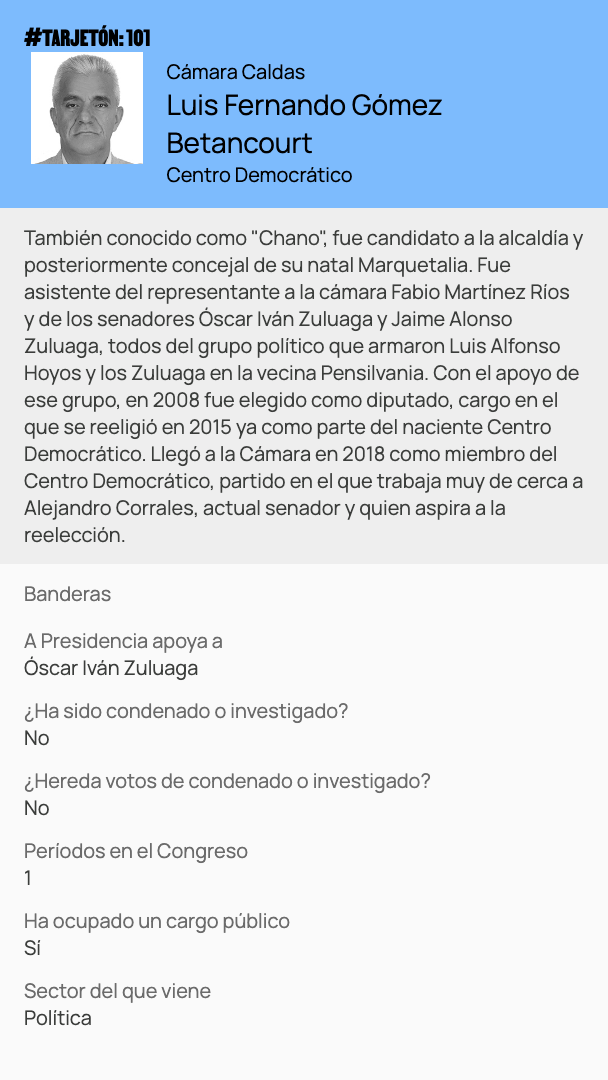 #TARJETÓN: 101
Cámara Caldas
Luis Fernando Gómez
Betancourt
Centro Democrático
También conocido como "Chano", fue candidato a la alcaldía y
posteriormente concejal de su natal Marquetalia. Fue
asistente del representante a la cámara Fabio Martínez Ríos
y de los senadores Óscar Iván Zuluaga y Jaime Alonso
Zuluaga, todos del grupo político que armaron Luis Alfonso
Hoyos y los Zuluaga en la vecina Pensilvania. Con el apoyo de
ese grupo, en 2008 fue elegido como diputado, cargo en el
que se reeligió en 2015 ya como parte del naciente Centro
Democrático. Llegó a la Cámara en 2018 como miembro del
Centro Democrático, partido en el que trabaja muy de cerca a
Alejandro Corrales, actual senador y quien aspira a la
reelección.
Banderas
A Presidencia apoya a
Óscar Iván Zuluaga
¿Ha sido condenado o investigado?
No
¿Hereda votos de condenado o investigado?
No
Períodos en el Congreso
1
Ha ocupado un cargo público
Sí
Sector del que viene
Política